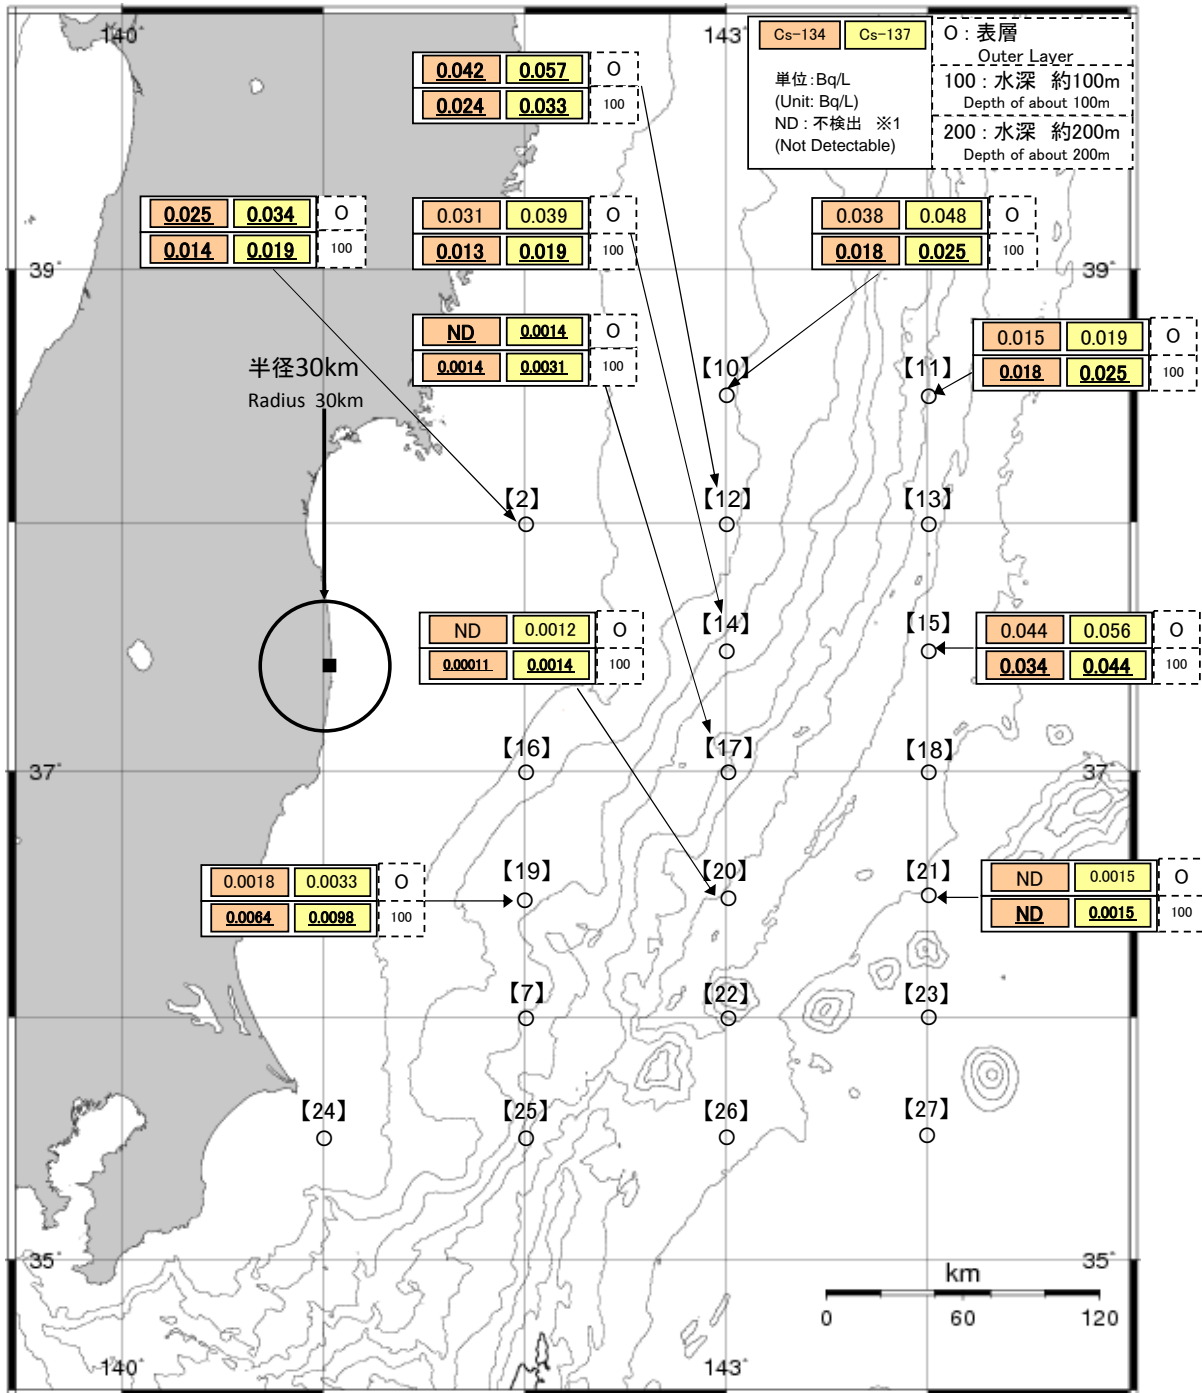 140°
143°
Cs-134 Cs-137 O : 表層
Outer Layer
単位:Bq/L
(Unit: Bq/L)
ND : 不検出 ※1
(Not Detectable)
100 : 水深 約100m
Depth of about 100m
200 : 水深 約200m
Depth of about 200m
0.042 0.057 O
0.024 0.033 100
0.025 0.034 O
0.014 0.019 100
0.031 0.039 O
0.013 0.019 100
0.038 0.048 O
0.018 0.025 100
39°
39°
ND 0.0014 O
0.0014 0.0031 100
0.015 0.019 O
0.018 0.025 100
半径30km
Radius 30km
【10】
【11】
【2】
【12】
【13】
ND 0.0012 O
0.00011 0.0014 100
【14】
【15】
0.044 0.056 O
0.034 0.044 100
【16】
【17】
【18】
37°
37°
0.0018 0.0033 O
0.0064 0.0098 100
【19】
【20】
【21】
ND 0.0015 O
ND 0.0015 100
【7】
【22】
【23】
【24】
【25】
【26】
【27】
35°
35°
km
0 60 120
140°
143°